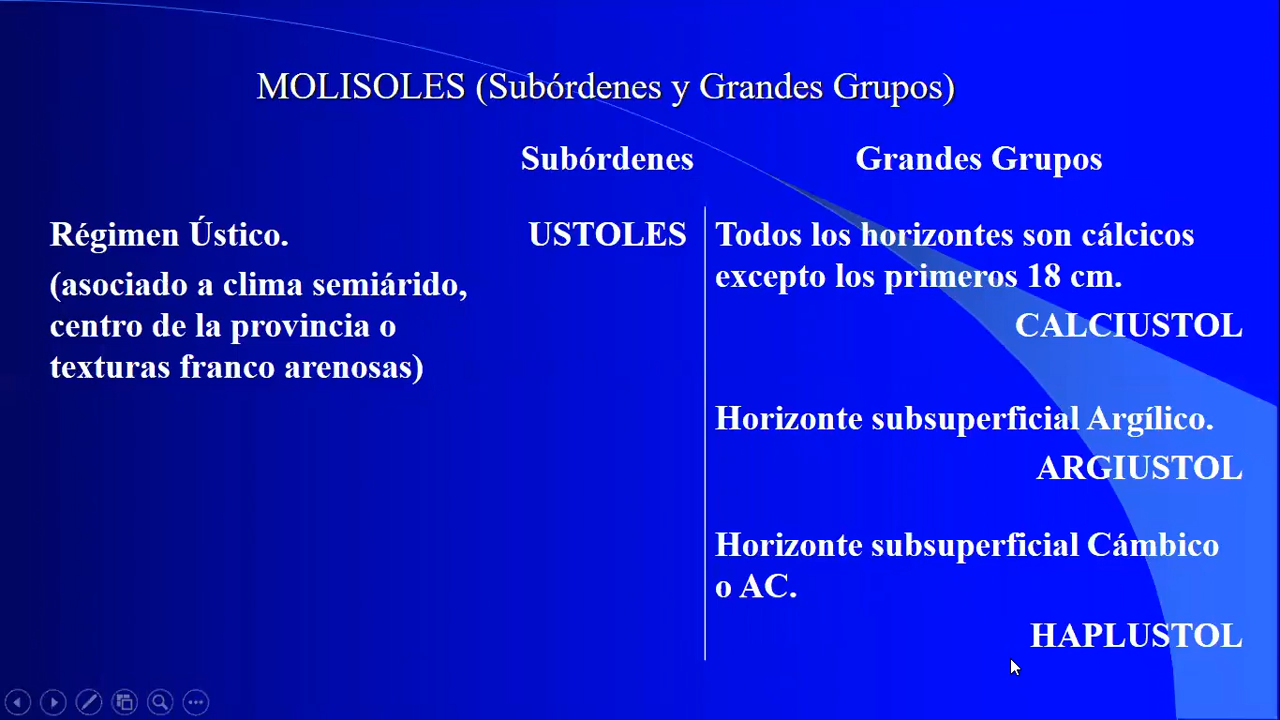 MOLISOLES (Subórdenes y Grandes Grupos)
Subórdenes
Grandes Grupos
Régimen Ústico.
(asociado a clima semiárido,
centro de la provincia o
texturas franco arenosas)
USTOLES
Todos los horizontes son cálcicos
excepto los primeros 18 cm.
CALCIUSTOL
Horizonte subsuperficial Argílico.
ARGIUSTOL
Horizonte subsuperficial Cámbico
o AC.
HAPLUSTOL